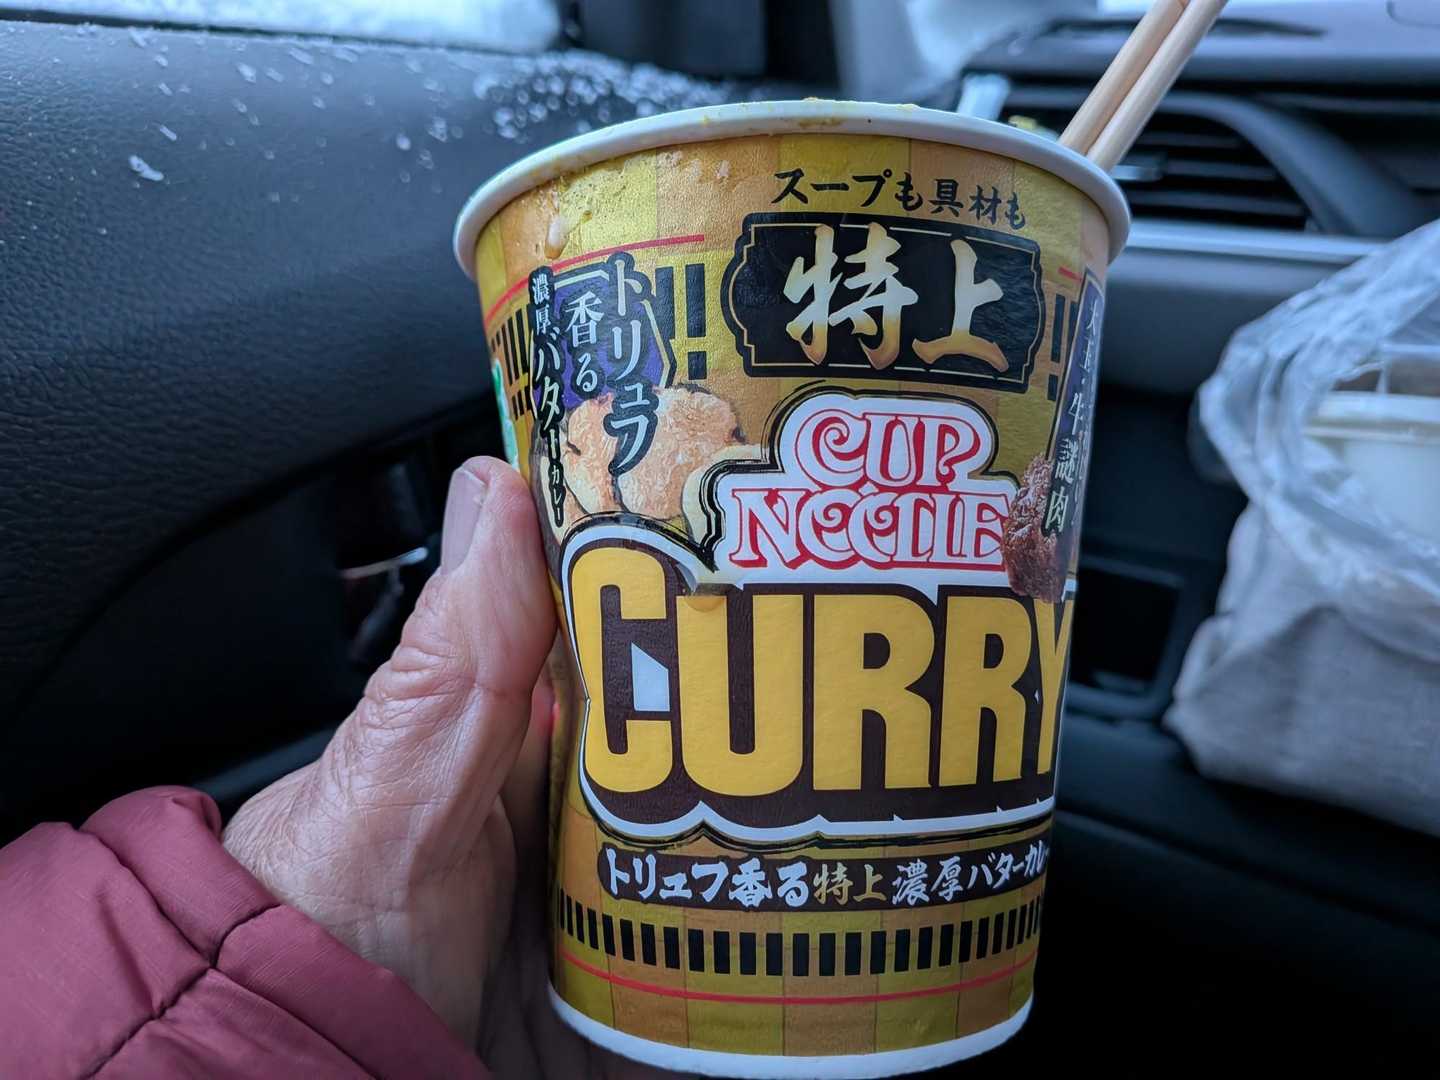 スープも具材も
特上
トリュフ
香る
濃厚バターカレー
謎肉
CUP
NOODLE
CURRY
トリュフ香る特上濃厚バターカレー